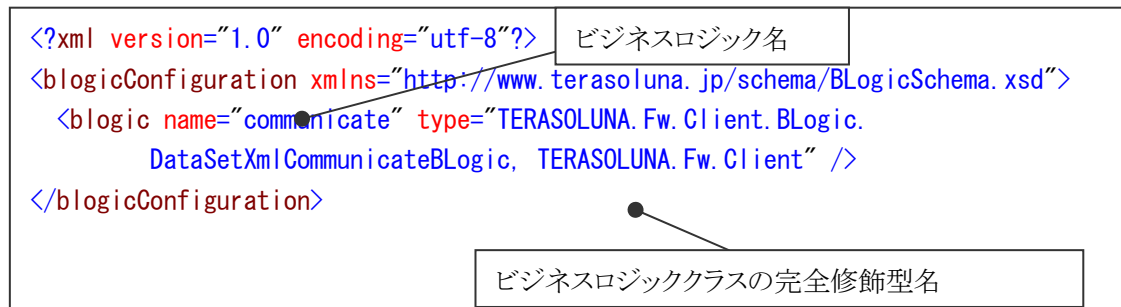 <?xml version="1.0" encoding="utf-8"?>
ビジネスロジック名
<blogicConfiguration xmlns="http://www.terasoluna.jp/schema/BLogicSchema.xsd">
<blogic name="communicate" type="TERASOLUNA.Fw.Client.BLogic.
DataSetXmlCommunicateBLogic, TERASOLUNA.Fw.Client" />
</blogicConfiguration>
ビジネスロジッククラスの完全修飾型名